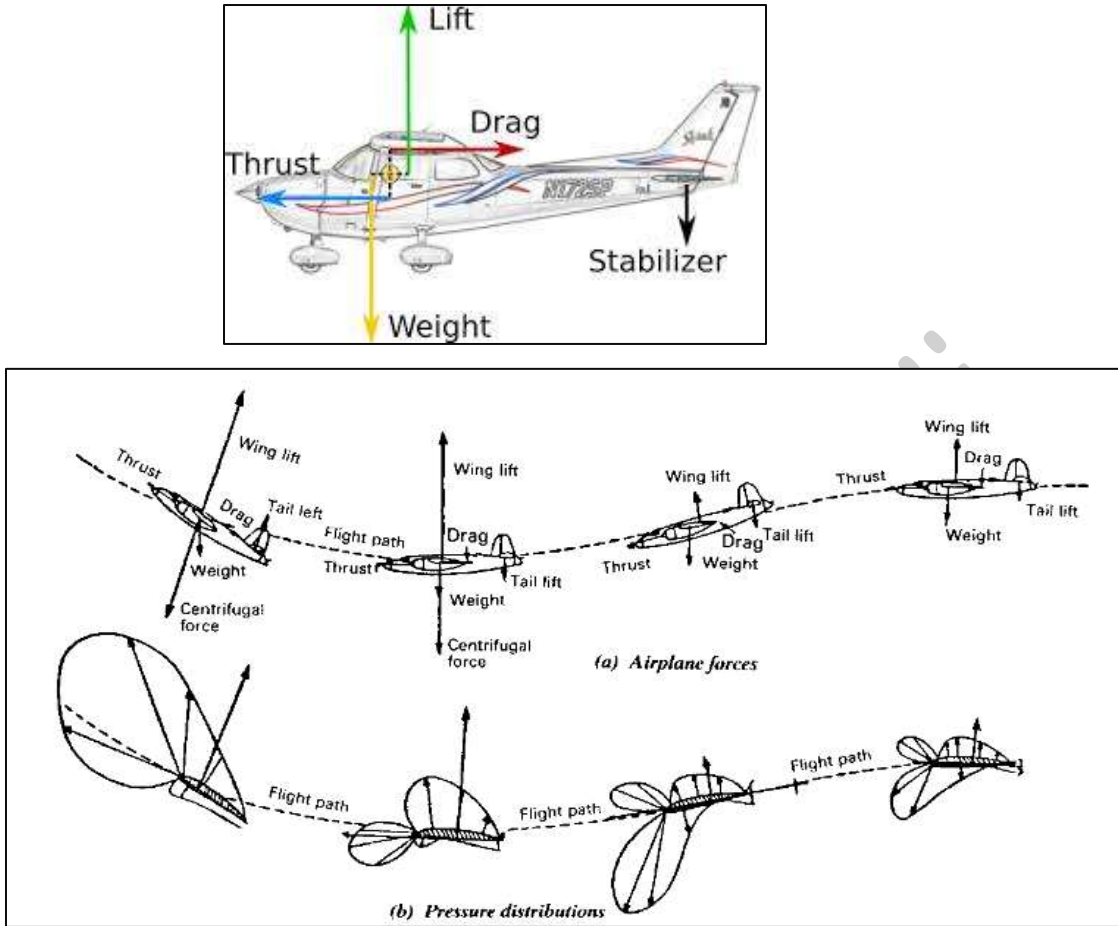 Lift
Drag
Thrust
N172SP
Stabilizer
Weight
Wing lift
Thrust
Drag
Tail left
Weight
Centrifugal
force
Flight path
Wing lift
Thrust
Drag
Tail lift
Weight
Centrifugal
force
Wing lift
Thrust
Drag
Tail lift
Weight
Wing lift
Thrust
Drag
Tail lift
Weight
(a) Airplane forces
Flight path
Flight path
Flight path
(b) Pressure distributions